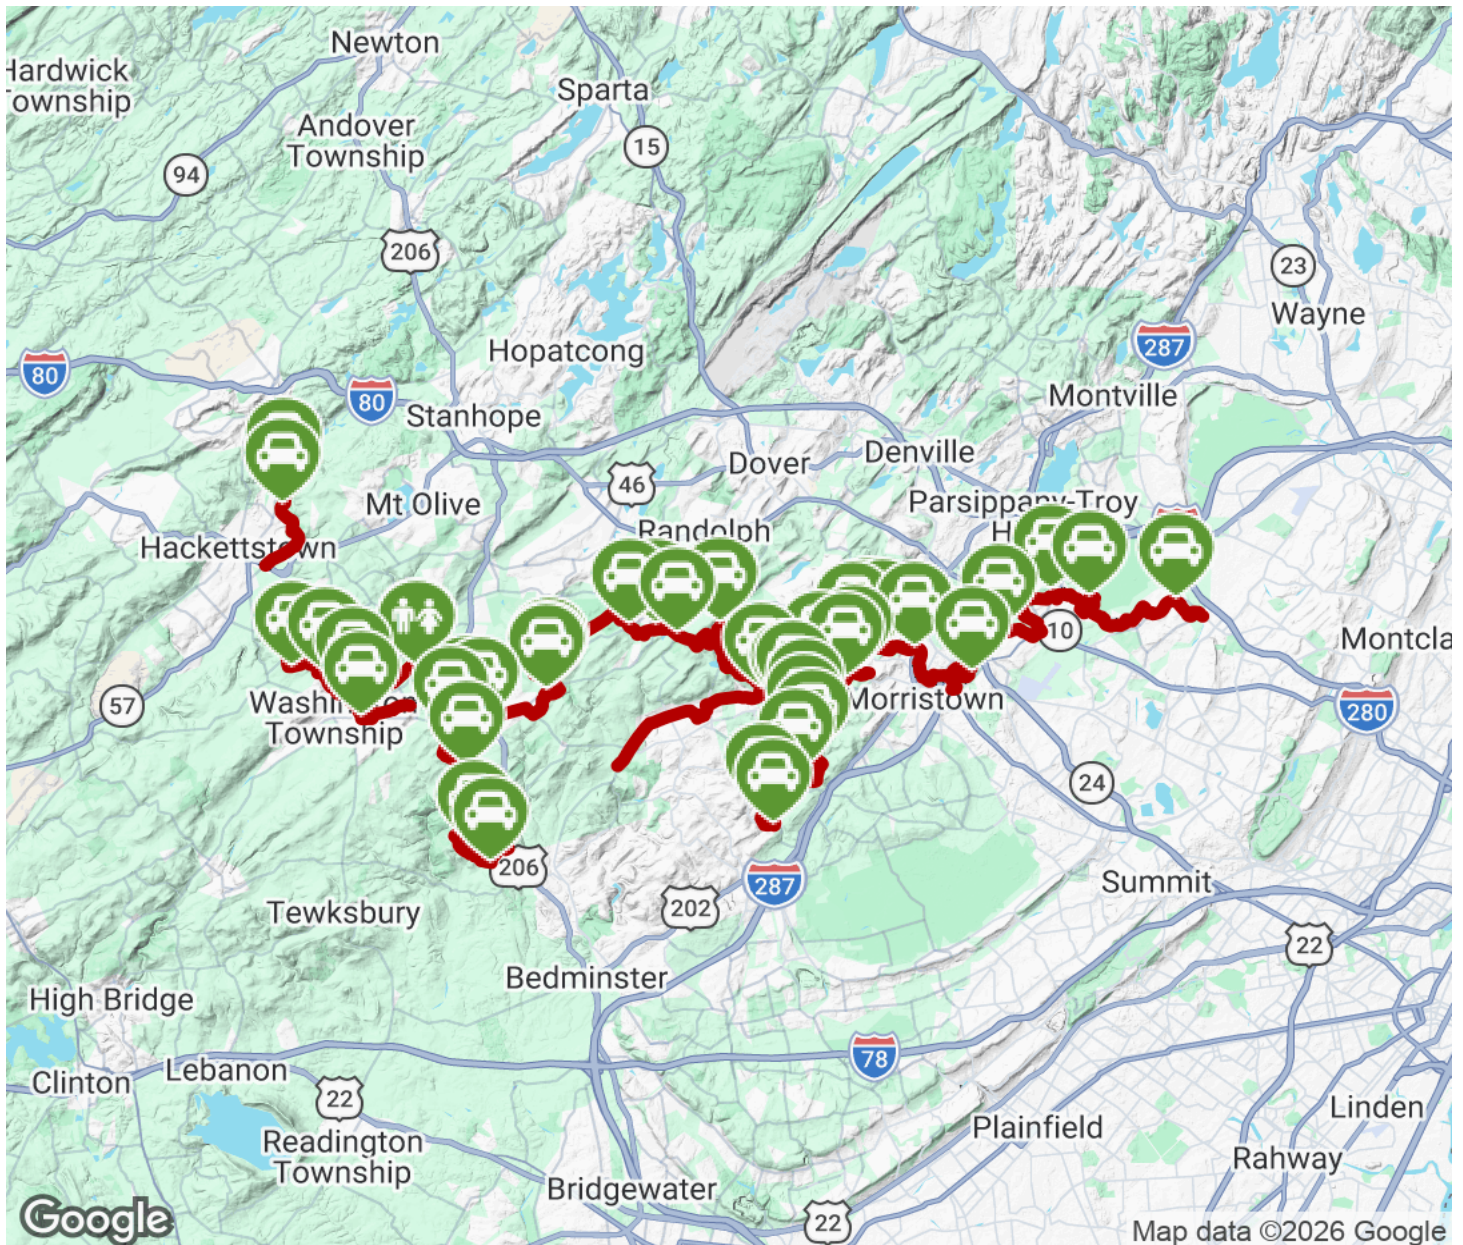 Newton
Hardwick
Township
Sparta
Andover
Township
15
94
206
23
Wayne
287
Hopatcong
80
80
Montville
Stanhope
Denville
Dover
46
Mt Olive
Parsippany-Troy
Randolph
Hackettstown
10
Montcla
57
Washington
Township
Morristown
280
24
206
287
Summit
202
Tewksbury
22
Bedminster
High Bridge
78
Lebanon
Clinton
22
Linden
Readington
Township
Plainfield
Rahway
Bridgewater
22
Google
Map data ©2026 Google